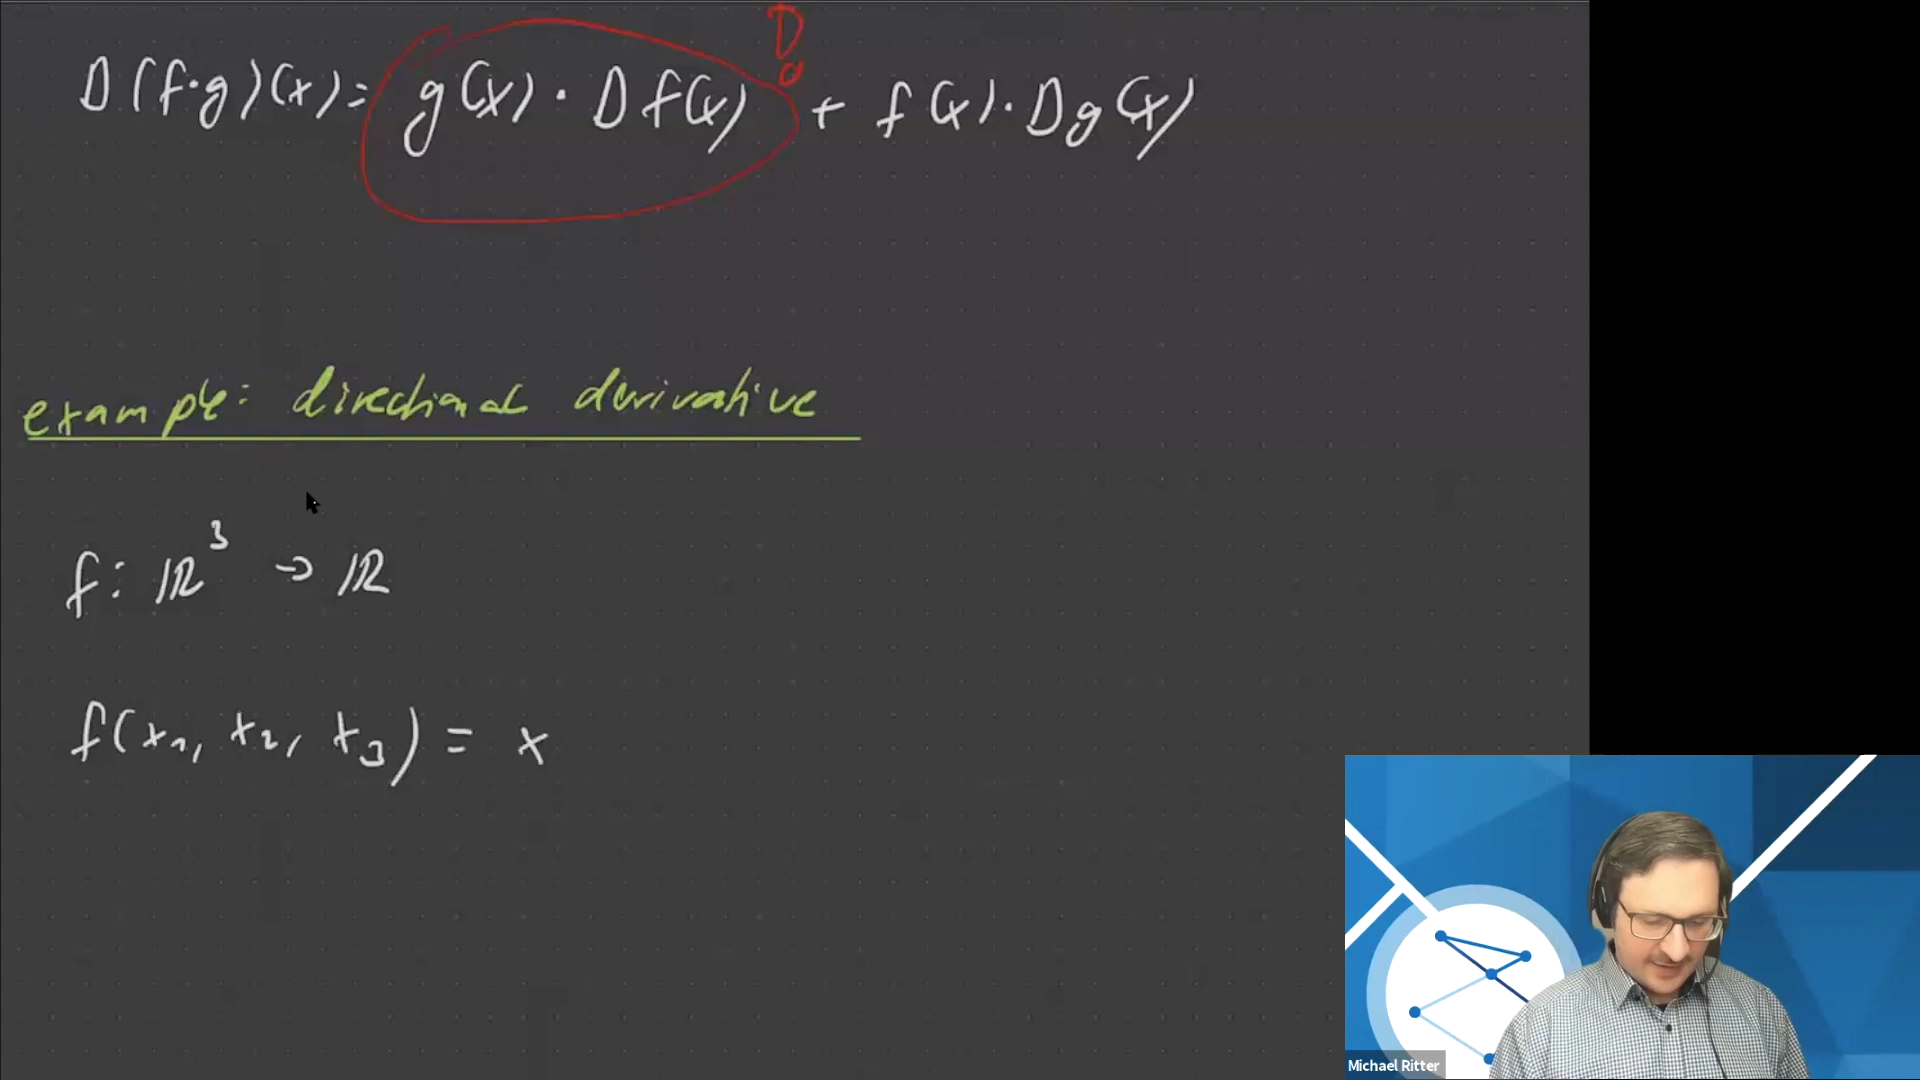 D(f·g)(x)= g(x)·Df(x) + f(x)·Dg(x)
example: directional derivative
f: ℝ³ → ℝ
f(x₁, x₂, x₃) = x
Michael Ritter